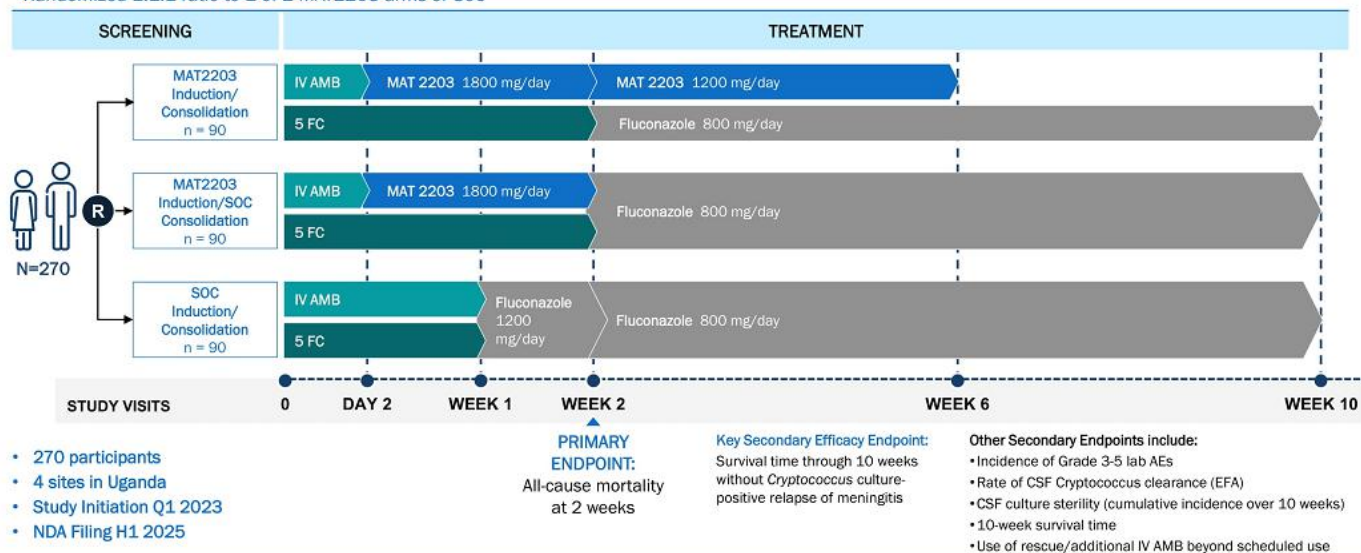 SCREENING
TREATMENT
MAT2203
Induction/
Consolidation
n = 90
IV AMB
MAT 2203 1800 mg/day
MAT 2203 1200 mg/day
5 FC
Fluconazole 800 mg/day
MAT2203
Induction/SOC
Consolidation
n = 90
IV AMB
MAT 2203 1800 mg/day
5 FC
Fluconazole 800 mg/day
R
N=270
SOC
Induction/
Consolidation
n = 90
IV AMB
5 FC
Fluconazole
1200
mg/day
Fluconazole 800 mg/day
STUDY VISITS
0
DAY 2
WEEK 1
WEEK 2
WEEK 6
WEEK 10
• 270 participants
• 4 sites in Uganda
• Study Initiation Q1 2023
• NDA Filing H1 2025
PRIMARY
ENDPOINT:
All-cause mortality
at 2 weeks
Key Secondary Efficacy Endpoint:
Survival time through 10 weeks
without Cryptococcus culture-
positive relapse of meningitis
Other Secondary Endpoints include:
•Incidence of Grade 3-5 lab AEs
•Rate of CSF Cryptococcus clearance (EFA)
•CSF culture sterility (cumulative incidence over 10 weeks)
•10-week survival time
•Use of rescue/additional IV AMB beyond scheduled use